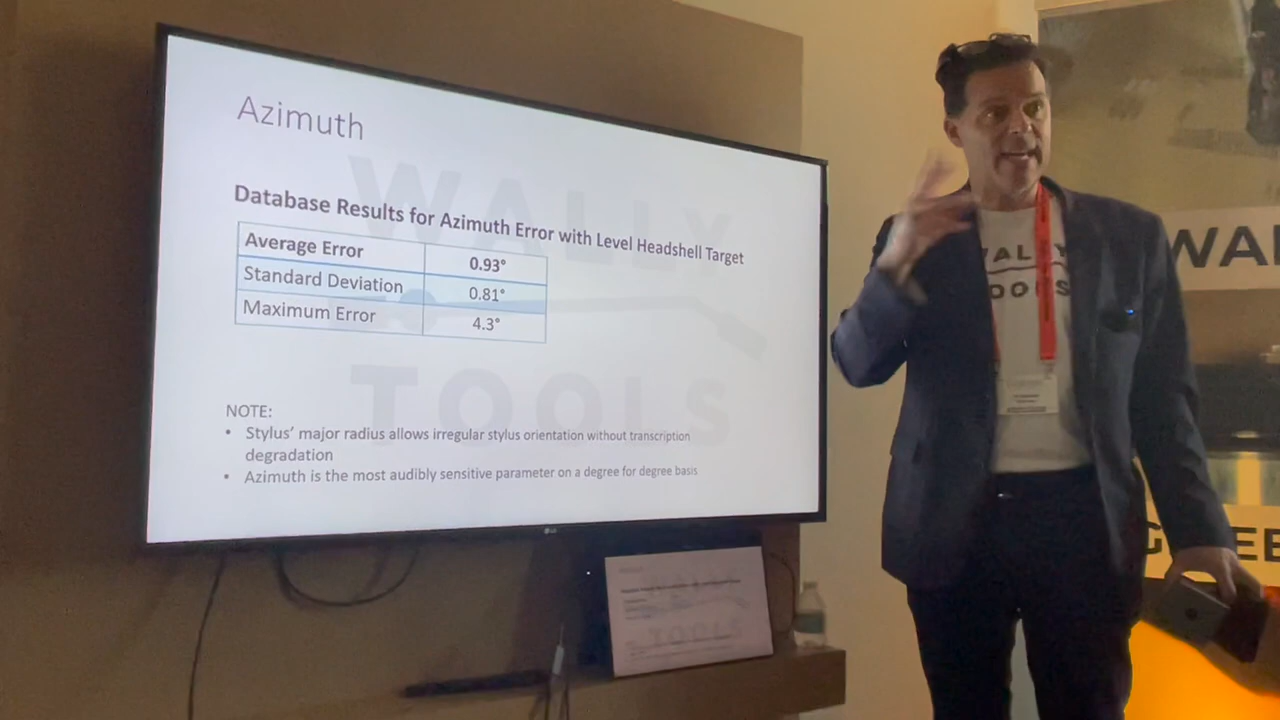 Azimuth
WALLY
Database Results for Azimuth Error with Level Headshell Target
Average Error 0.93°
Standard Deviation 0.81°
Maximum Error 4.3°
TOOLS
NOTE:
• Stylus’ major radius allows irregular stylus orientation without transcription
degradation
• Azimuth is the most audibly sensitive parameter on a degree for degree basis
LG
TOOLS
WALLY
TOOLS
WAL